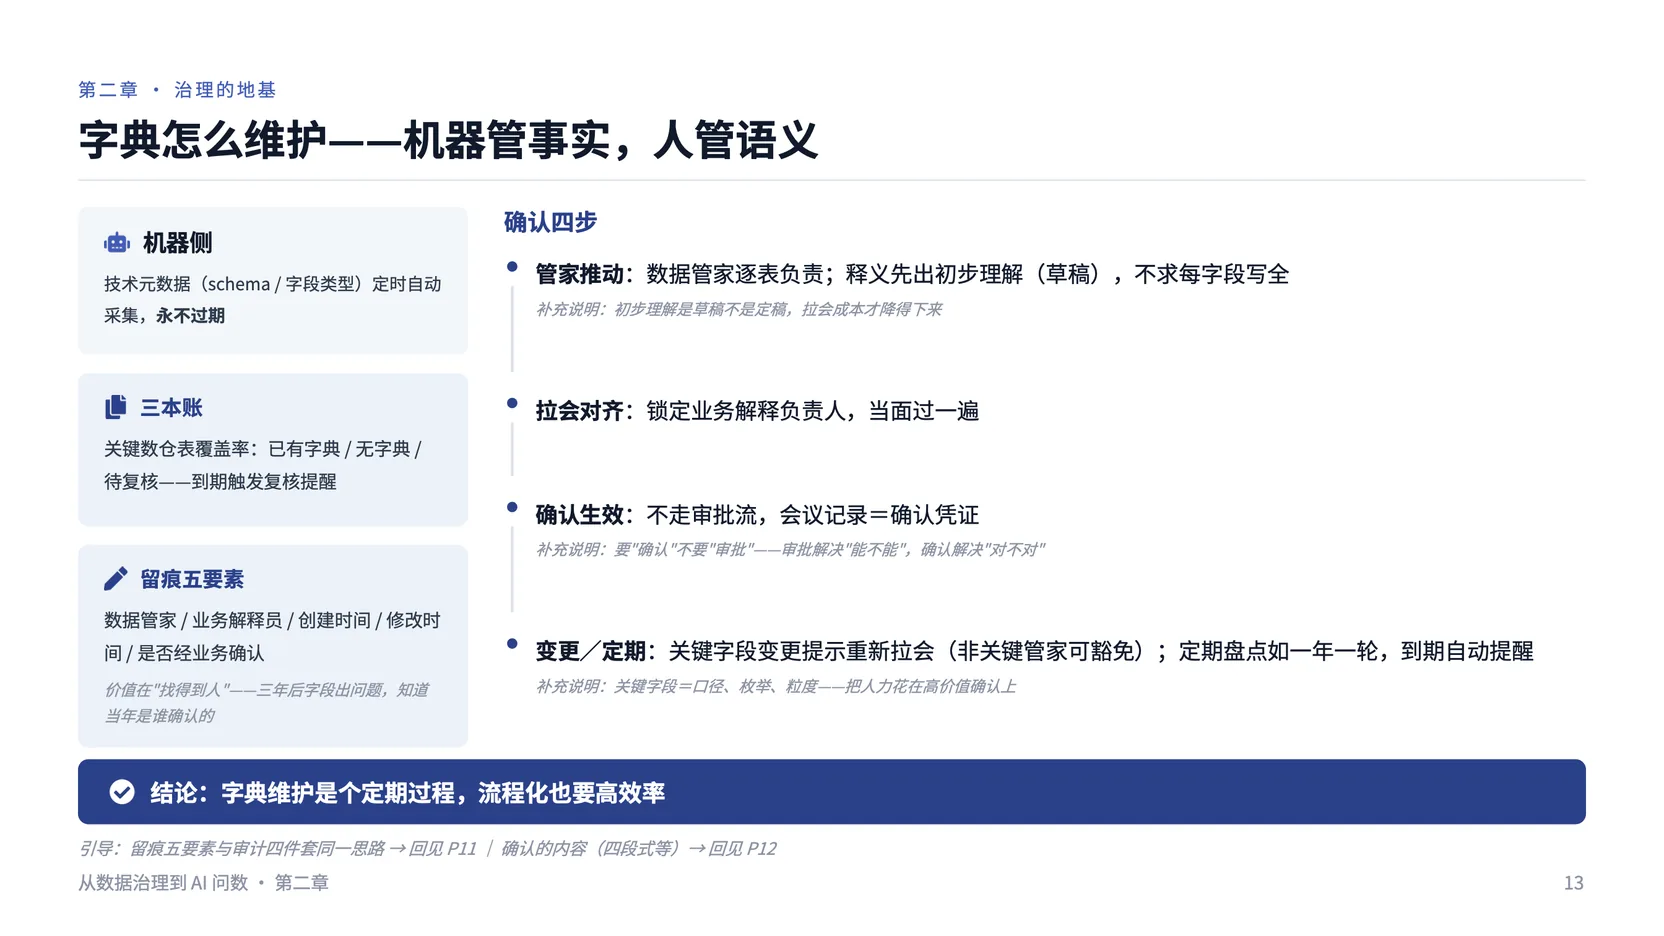 第二章 · 治理的地基
字典怎么维护——机器管事实，人管语义
机器侧
技术元数据（schema / 字段类型）定时自动
采集，永不过期
三本账
关键数仓表覆盖率：已有字典 / 无字典 /
待复核——到期触发复核提醒
留痕五要素
数据管家 / 业务解释员 / 创建时间 / 修改时
间 / 是否经业务确认
价值在"找得到人"——三年后字段出问题，知道
当年是谁确认的
确认四步
管家推动：数据管家逐表负责；释义先出初步理解（草稿），不求每字段写全
补充说明：初步理解是草稿不是定稿，拉会成本才降得下来
拉会对齐：锁定业务解释负责人，当面过一遍
确认生效：不走审批流，会议记录＝确认凭证
补充说明：要"确认"不要"审批"——审批解决"能不能"，确认解决"对不对"
变更／定期：关键字段变更提示重新拉会（非关键管家可豁免）；定期盘点如一年一轮，到期自动提醒
补充说明：关键字段＝口径、枚举、粒度——把人力花在高价值确认上
结论：字典维护是个定期过程，流程化也要高效率
引导：留痕五要素与审计四件套同一思路 → 回见 P11 ｜ 确认的内容（四段式等）→ 回见 P12
从数据治理到 AI 问数 · 第二章
13